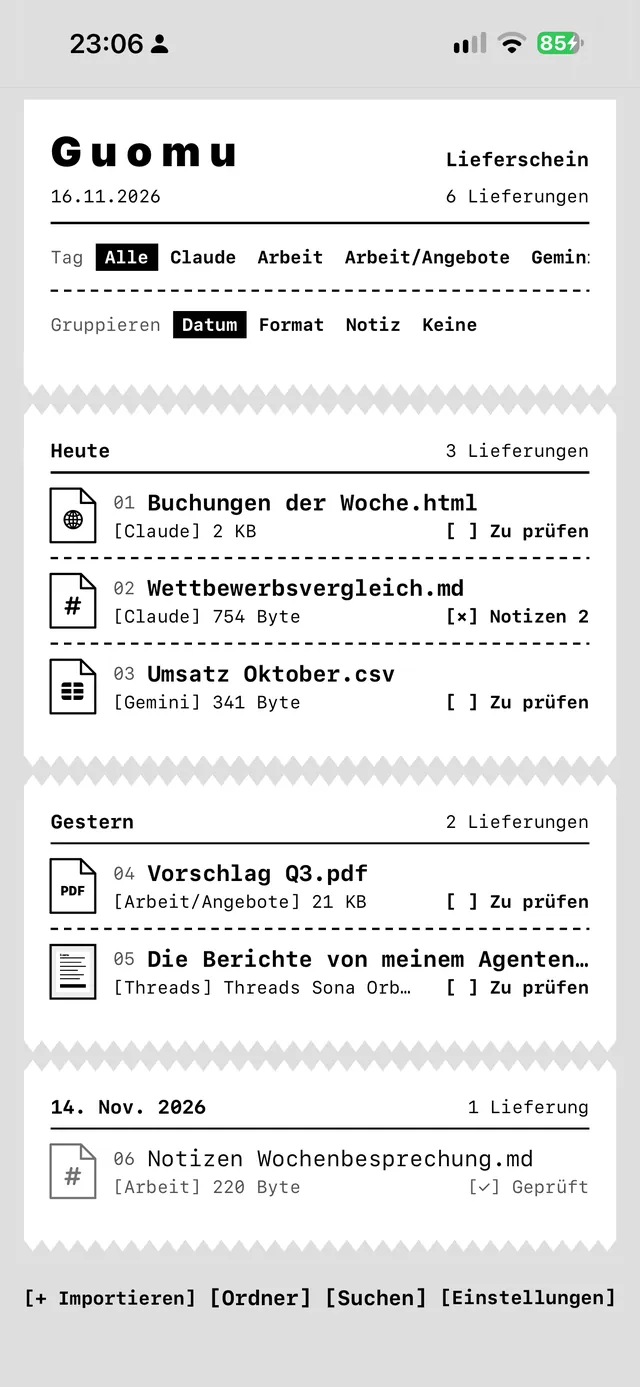 23:06
85
Guomu
Lieferschein
16.11.2026
6 Lieferungen
Tag Alle Claude Arbeit Arbeit/Angebote Gemin
Gruppieren Datum Format Notiz Keine
Heute
3 Lieferungen
01 Buchungen der Woche.html
[Claude] 2 KB
[ ] Zu prüfen
#
02 Wettbewerbsvergleich.md
[Claude] 754 Byte
[×] Notizen 2
03 Umsatz Oktober.csv
[Gemini] 341 Byte
[ ] Zu prüfen
Gestern
2 Lieferungen
PDF
04 Vorschlag Q3.pdf
[Arbeit/Angebote] 21 KB
[ ] Zu prüfen
05 Die Berichte von meinem Agenten…
[Threads] Threads Sona Orb…
[ ] Zu prüfen
14. Nov. 2026
1 Lieferung
#
06 Notizen Wochenbesprechung.md
[Arbeit] 220 Byte
[✓] Geprüft
[+ Importieren] [Ordner] [Suchen] [Einstellungen]